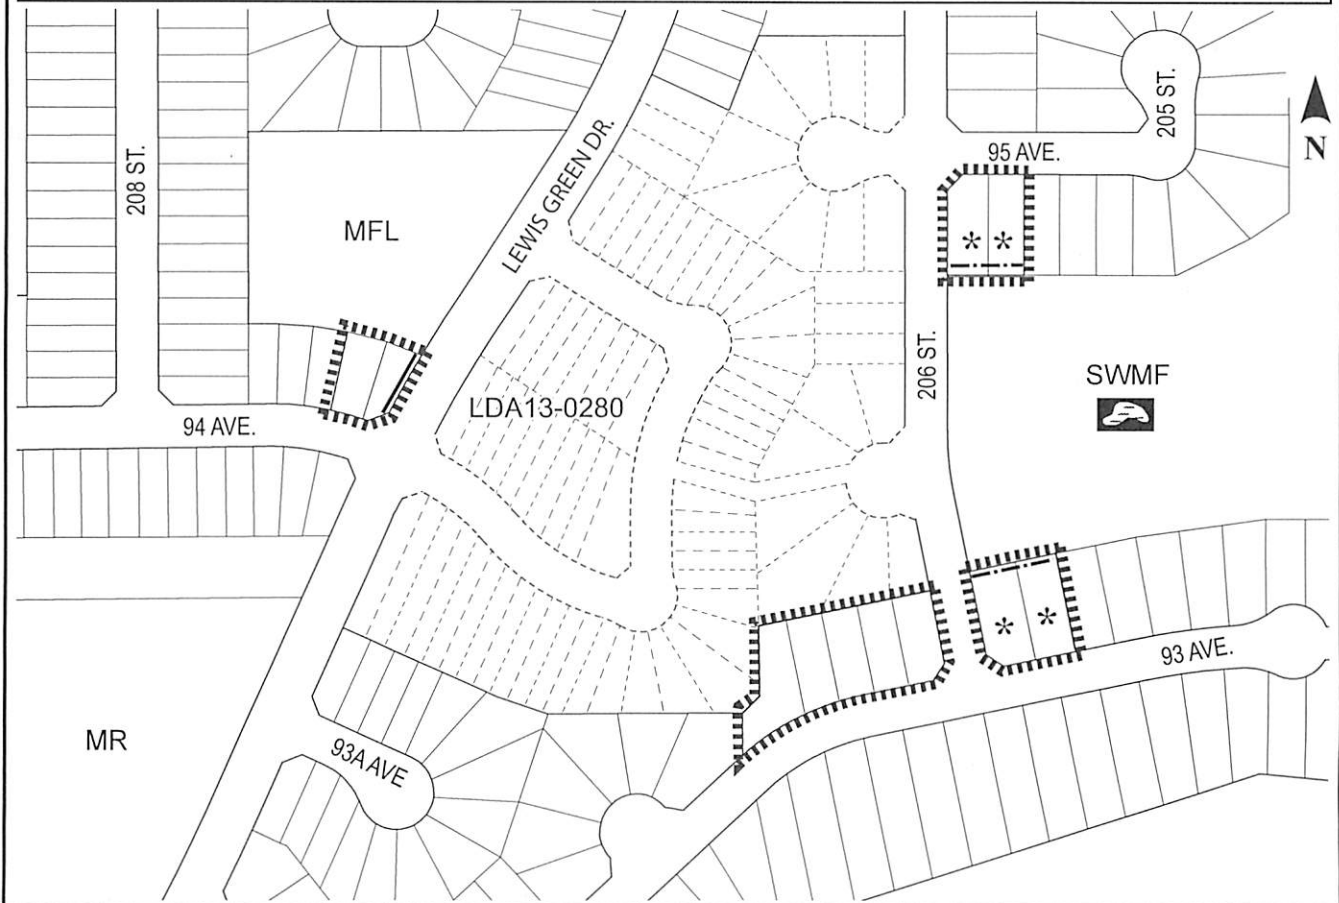 205 ST.
95 AVE.
N
208 ST.
LEWIS GREEN DR.
MFL
* *
206 ST.
SWMF
LDA13-0280
94 AVE.
* *
93 AVE.
MR
93A AVE